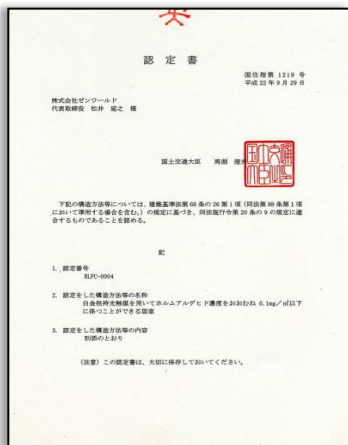 認定書
国住指第 1219 号
平成 22 年 9 月 29 日
株式会社ゼンワールド
代表取締役 松井 延之 様
国土交通大臣 馬淵 澄夫
下記の構造方法等については、建築基準法第 68 条の 26 第 1 項(同法第 88 条第 1 項
において準用する場合を含む。)の規定に基づき、同法施行令第 20 条の 9 の規定に適
合するものであることを認める。
記
1. 認定番号
RLFC-0004
2. 認定をした構造方法等の名称
白金担持光触媒を用いてホルムアルデヒド濃度をおおむね 0.1mg/㎥以下
に保つことができる居室
3. 認定をした構造方法等の内容
別添のとおり
(注意)この認定書は、大切に保存しておいてください。